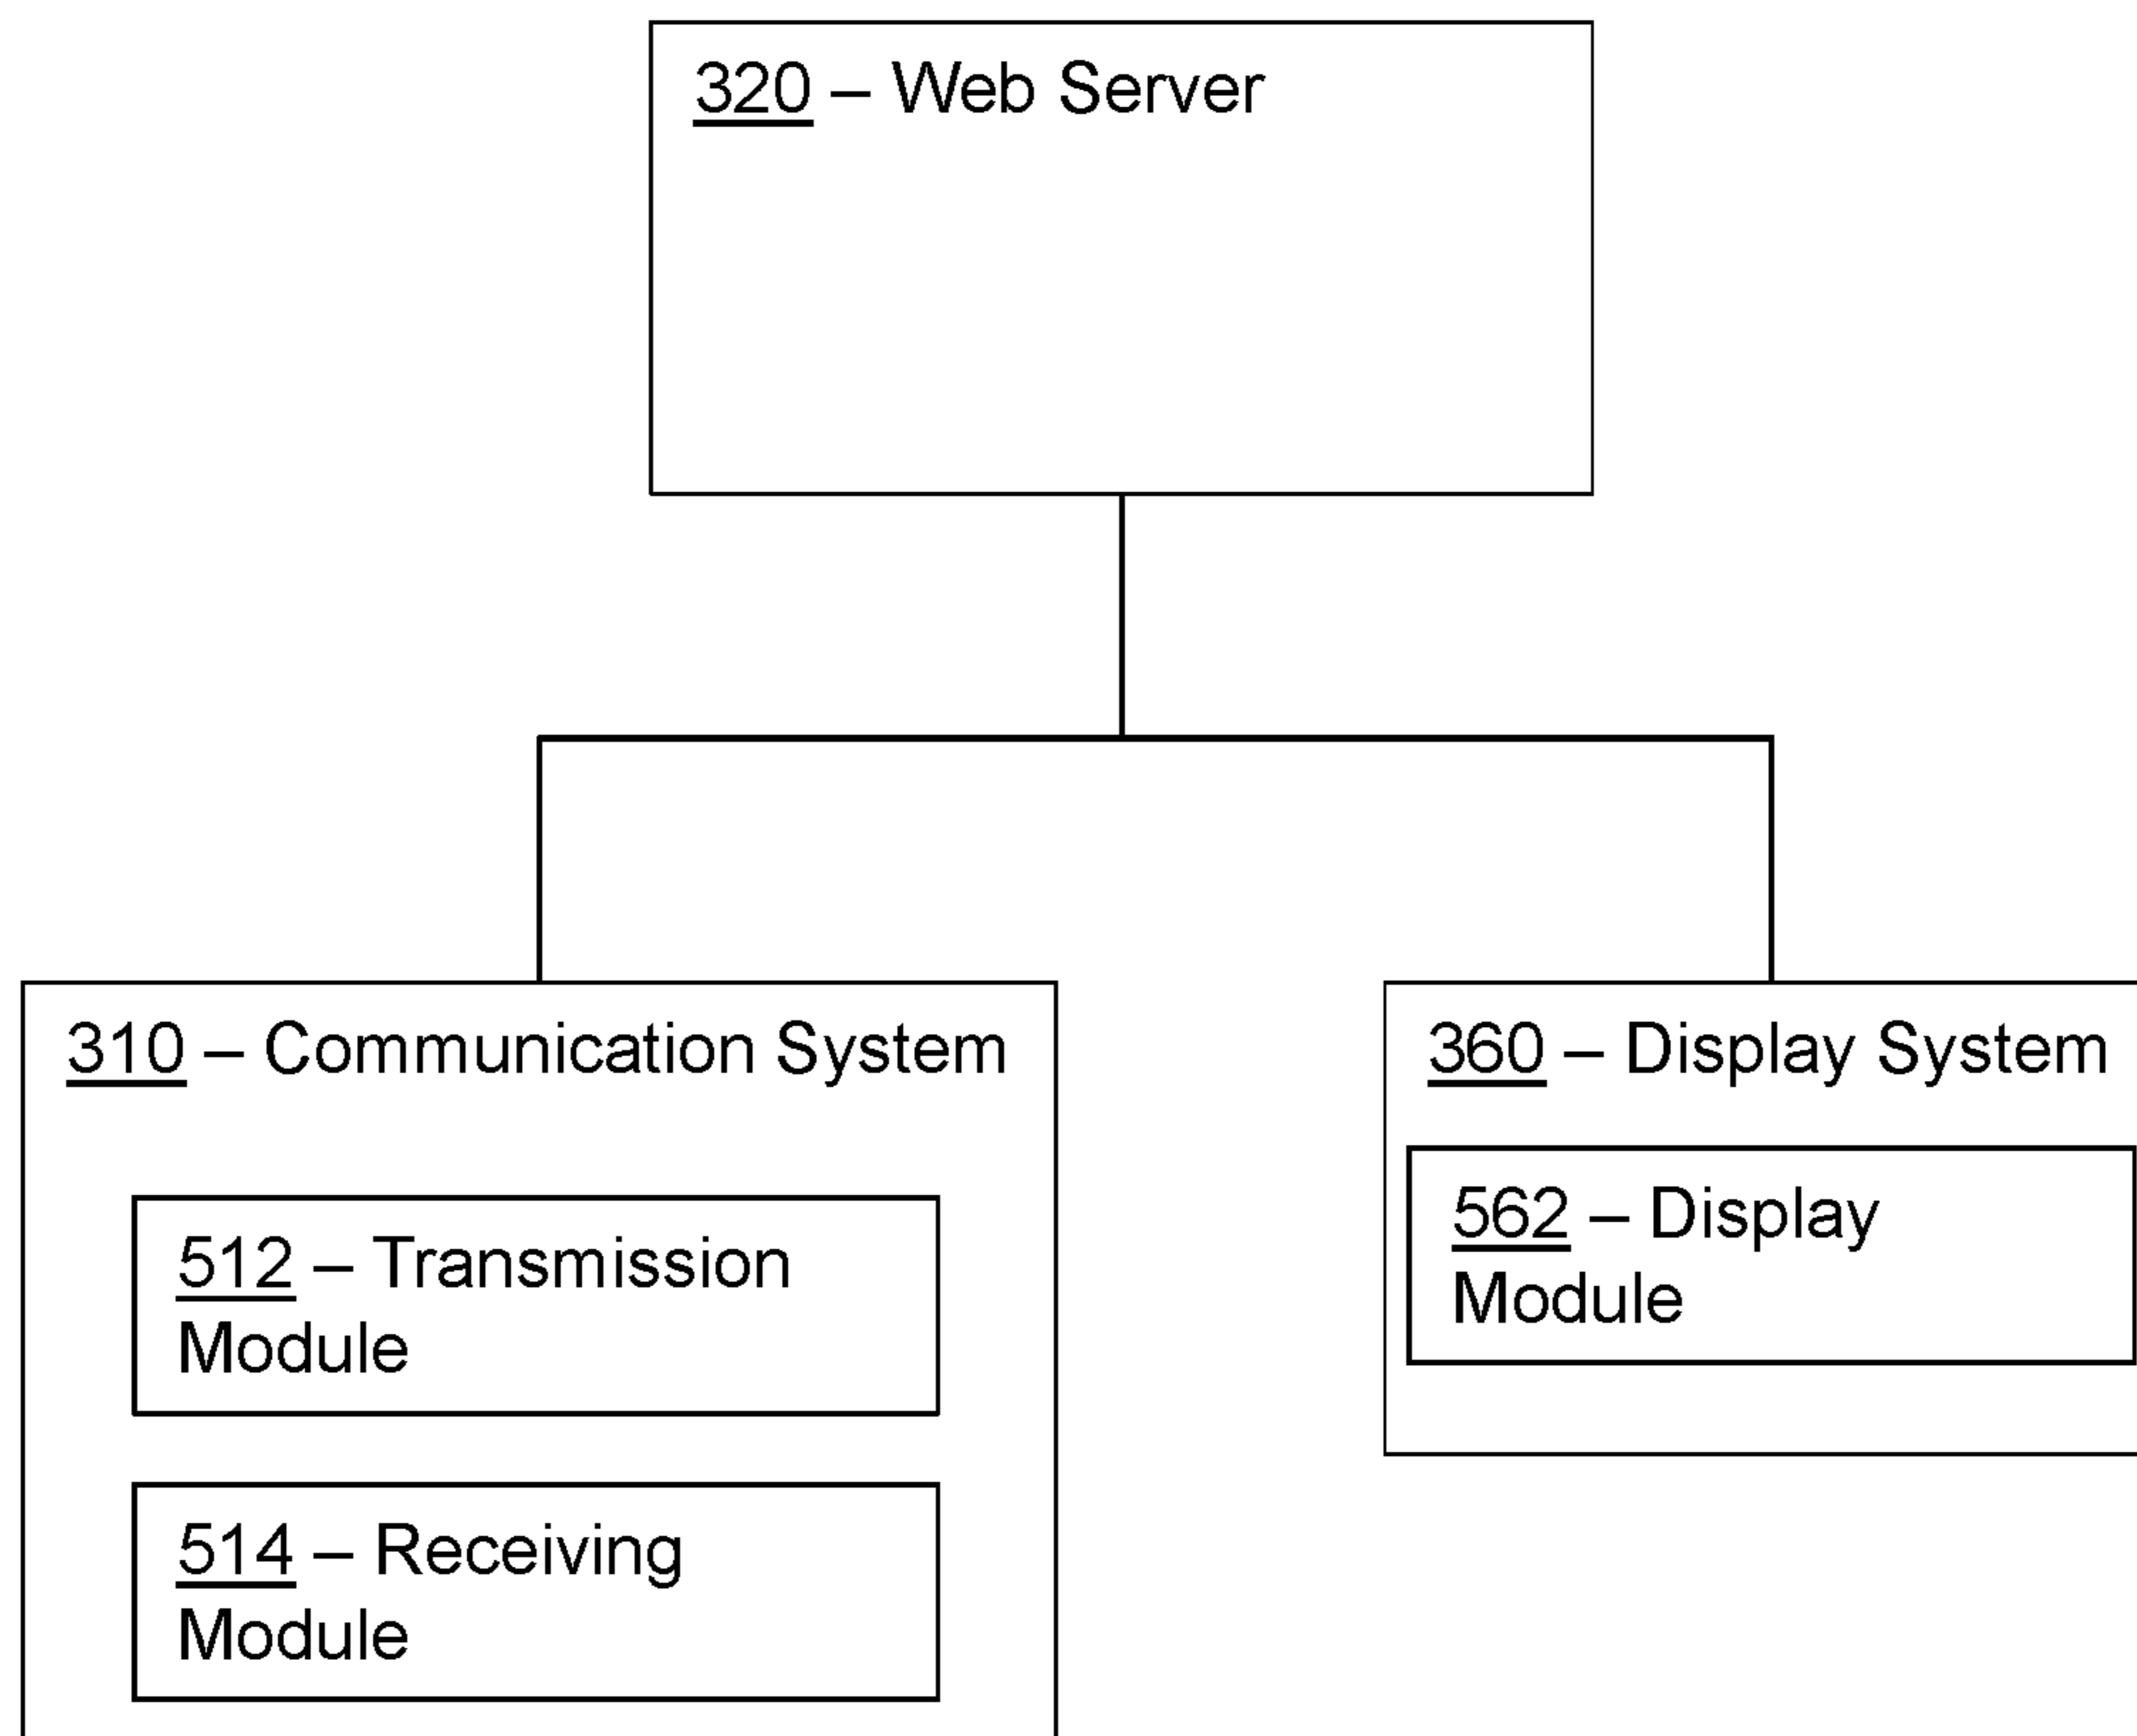 320 – Web Server
310 – Communication System
512 – Transmission
Module
514 – Receiving
Module
360 – Display System
562 – Display
Module